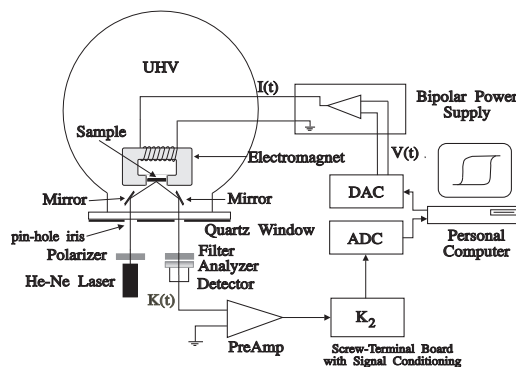 UHV
I(t)
Bipolar Power
Supply
Sample
Electromagnet
V(t)
Mirror
Mirror
DAC
pin-hole iris
Quartz Window
ADC
Personal
Computer
Polarizer
Filter
Analyzer
He-Ne Laser
Detector
K(t)
K2
PreAmp
Screw-Terminal Board
with Signal Conditioning